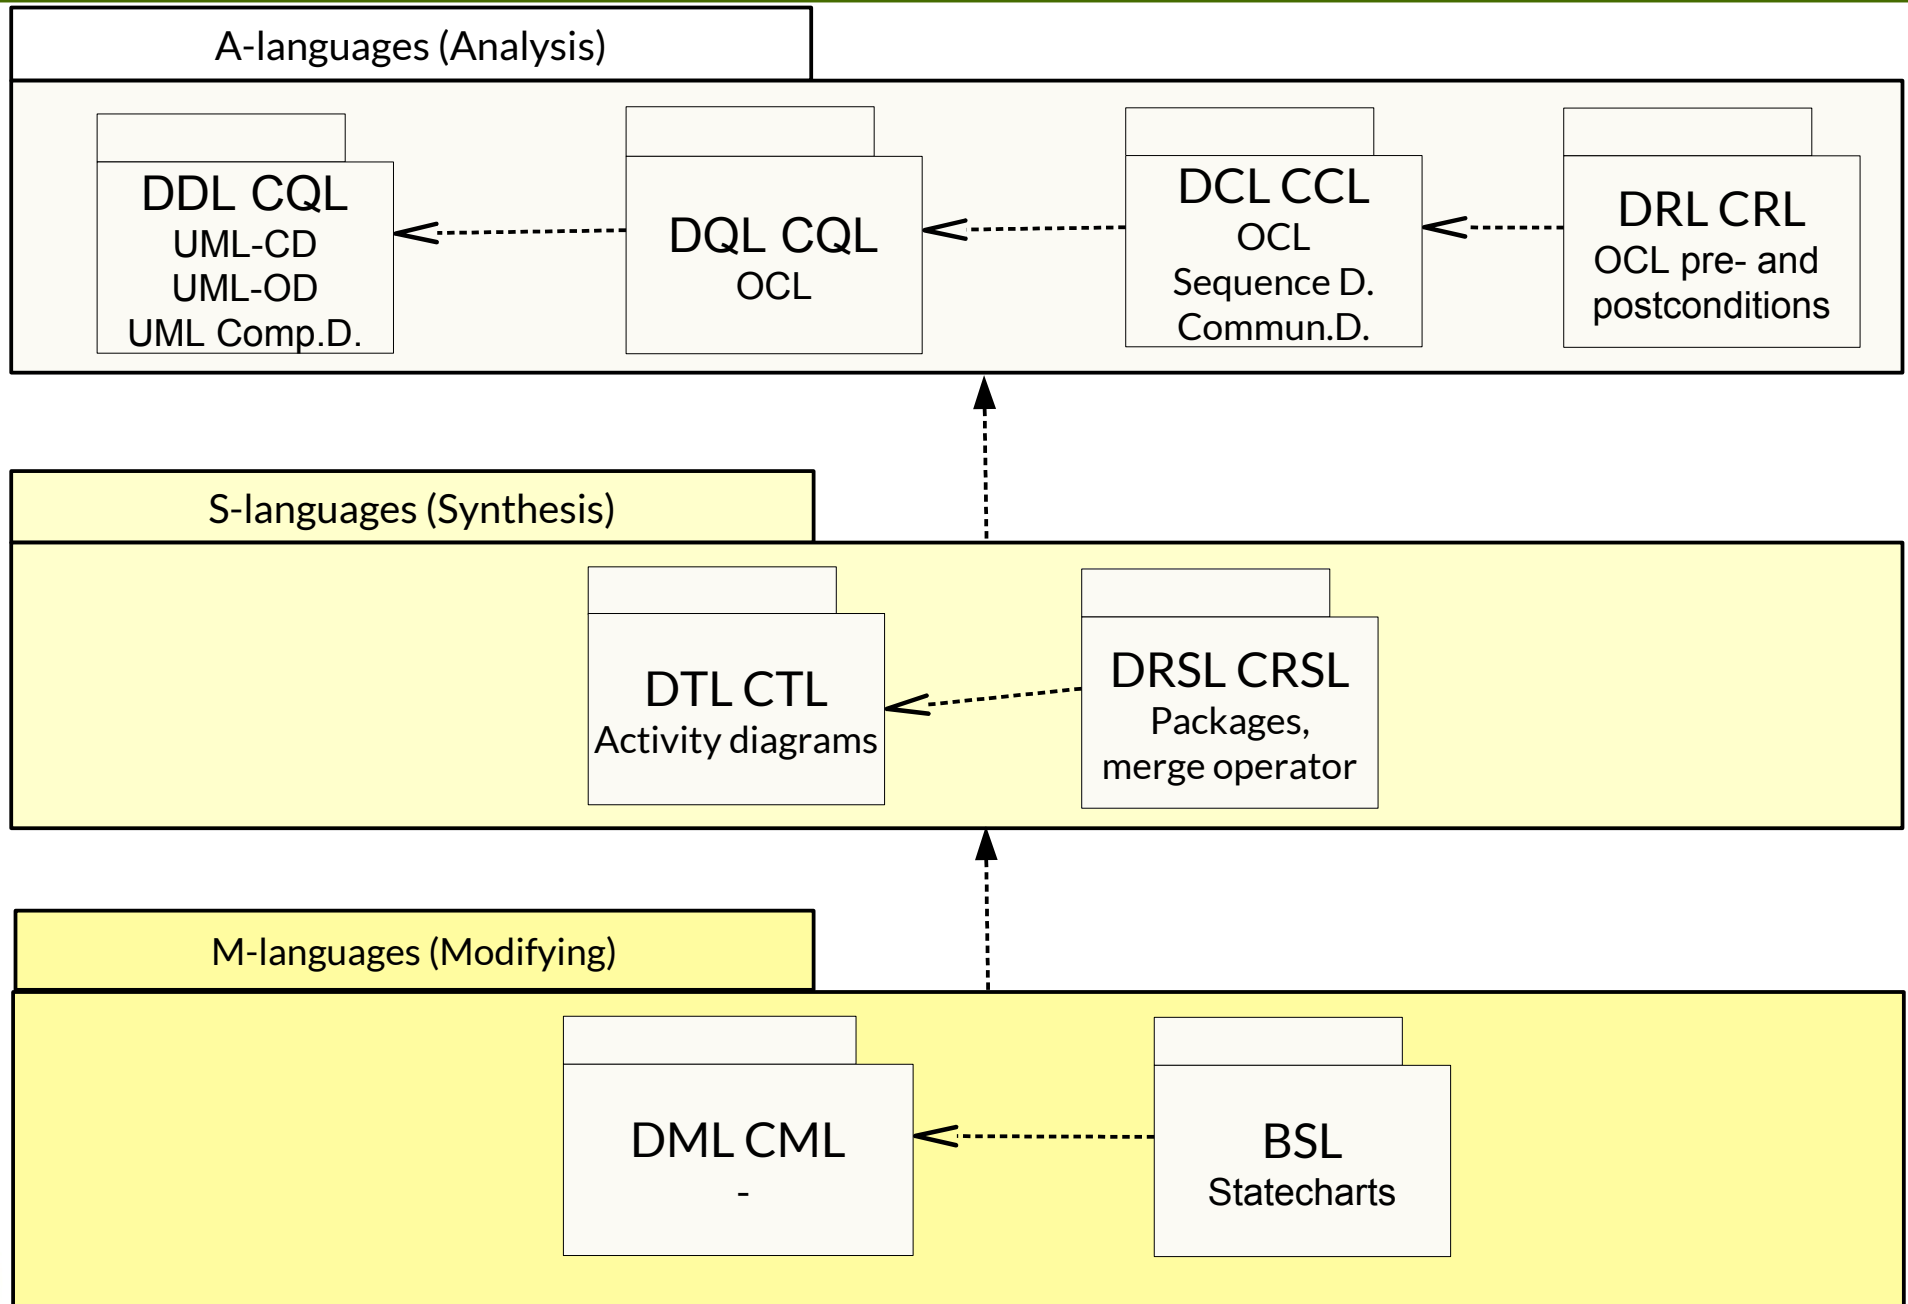 A-languages (Analysis)
DDL CQL
UML-CD
UML-OD
UML Comp.D.
DQL CQL
OCL
DCL CCL
OCL
Sequence D.
Commun.D.
DRL CRL
OCL pre- and
postconditions
S-languages (Synthesis)
DTL CTL
Activity diagrams
DRSL CRSL
Packages,
merge operator
M-languages (Modifying)
DML CML
-
BSL
Statecharts